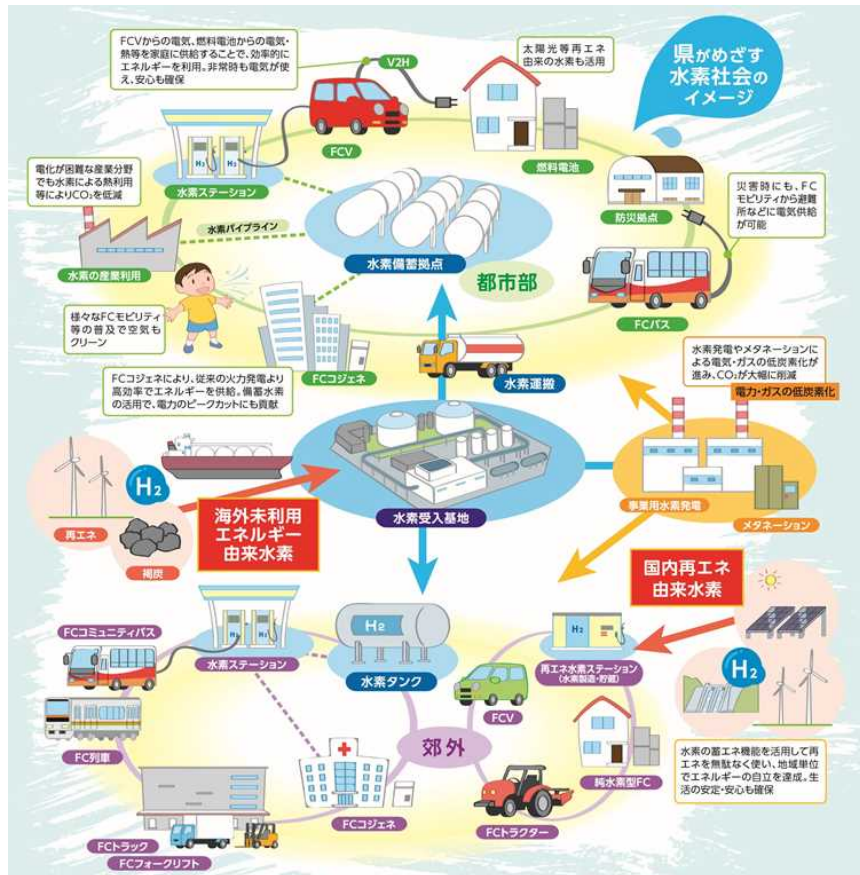 県がめざす
水素社会の
イメージ
FCVからの電気、燃料電池からの電気・
熱等を家庭に供給することで、効率的に
エネルギーを利用。非常時も電気が使
え、安心も確保
V2H
太陽光等再エネ
由来の水素も活用
FCV
燃料電池
H2
H2
水素ステーション
電化が困難な産業分野
でも水素による熱利用
等によりCO₂を低減
水素パイプライン
水素の産業利用
水素備蓄拠点
都市部
防災拠点
災害時にも、FC
モビリティから避難
所などに電気供給
が可能
FCバス
様々なFCモビリティ
等の普及で空気も
クリーン
FCコジェネ
FCコジェネにより、従来の火力発電より
高効率でエネルギーを供給。備蓄水素
の活用で、電力のピークカットにも貢献
水素運搬
水素発電やメタネーションによる
電気・ガスの低炭素化が
進み、CO₂が大幅に削減
電力・ガスの低炭素化
事業用水素発電
メタネーション
H2
再エネ
褐炭
海外未利用
エネルギー
由来水素
水素受入基地
国内再エネ
由来水素
H2
水素ステーション
FCコミュニティバス
H2
水素タンク
H2
再エネ水素ステーション
(水素製造・貯蔵)
FCV
FC列車
郊外
純水素型FC
水素の蓄エネ機能を活用して再
エネを無駄なく使い、地域単位
でエネルギーの自立を達成。生
活の安定・安心も確保
FCコジェネ
FCトラクター
FCトラック
FCフォークリフト